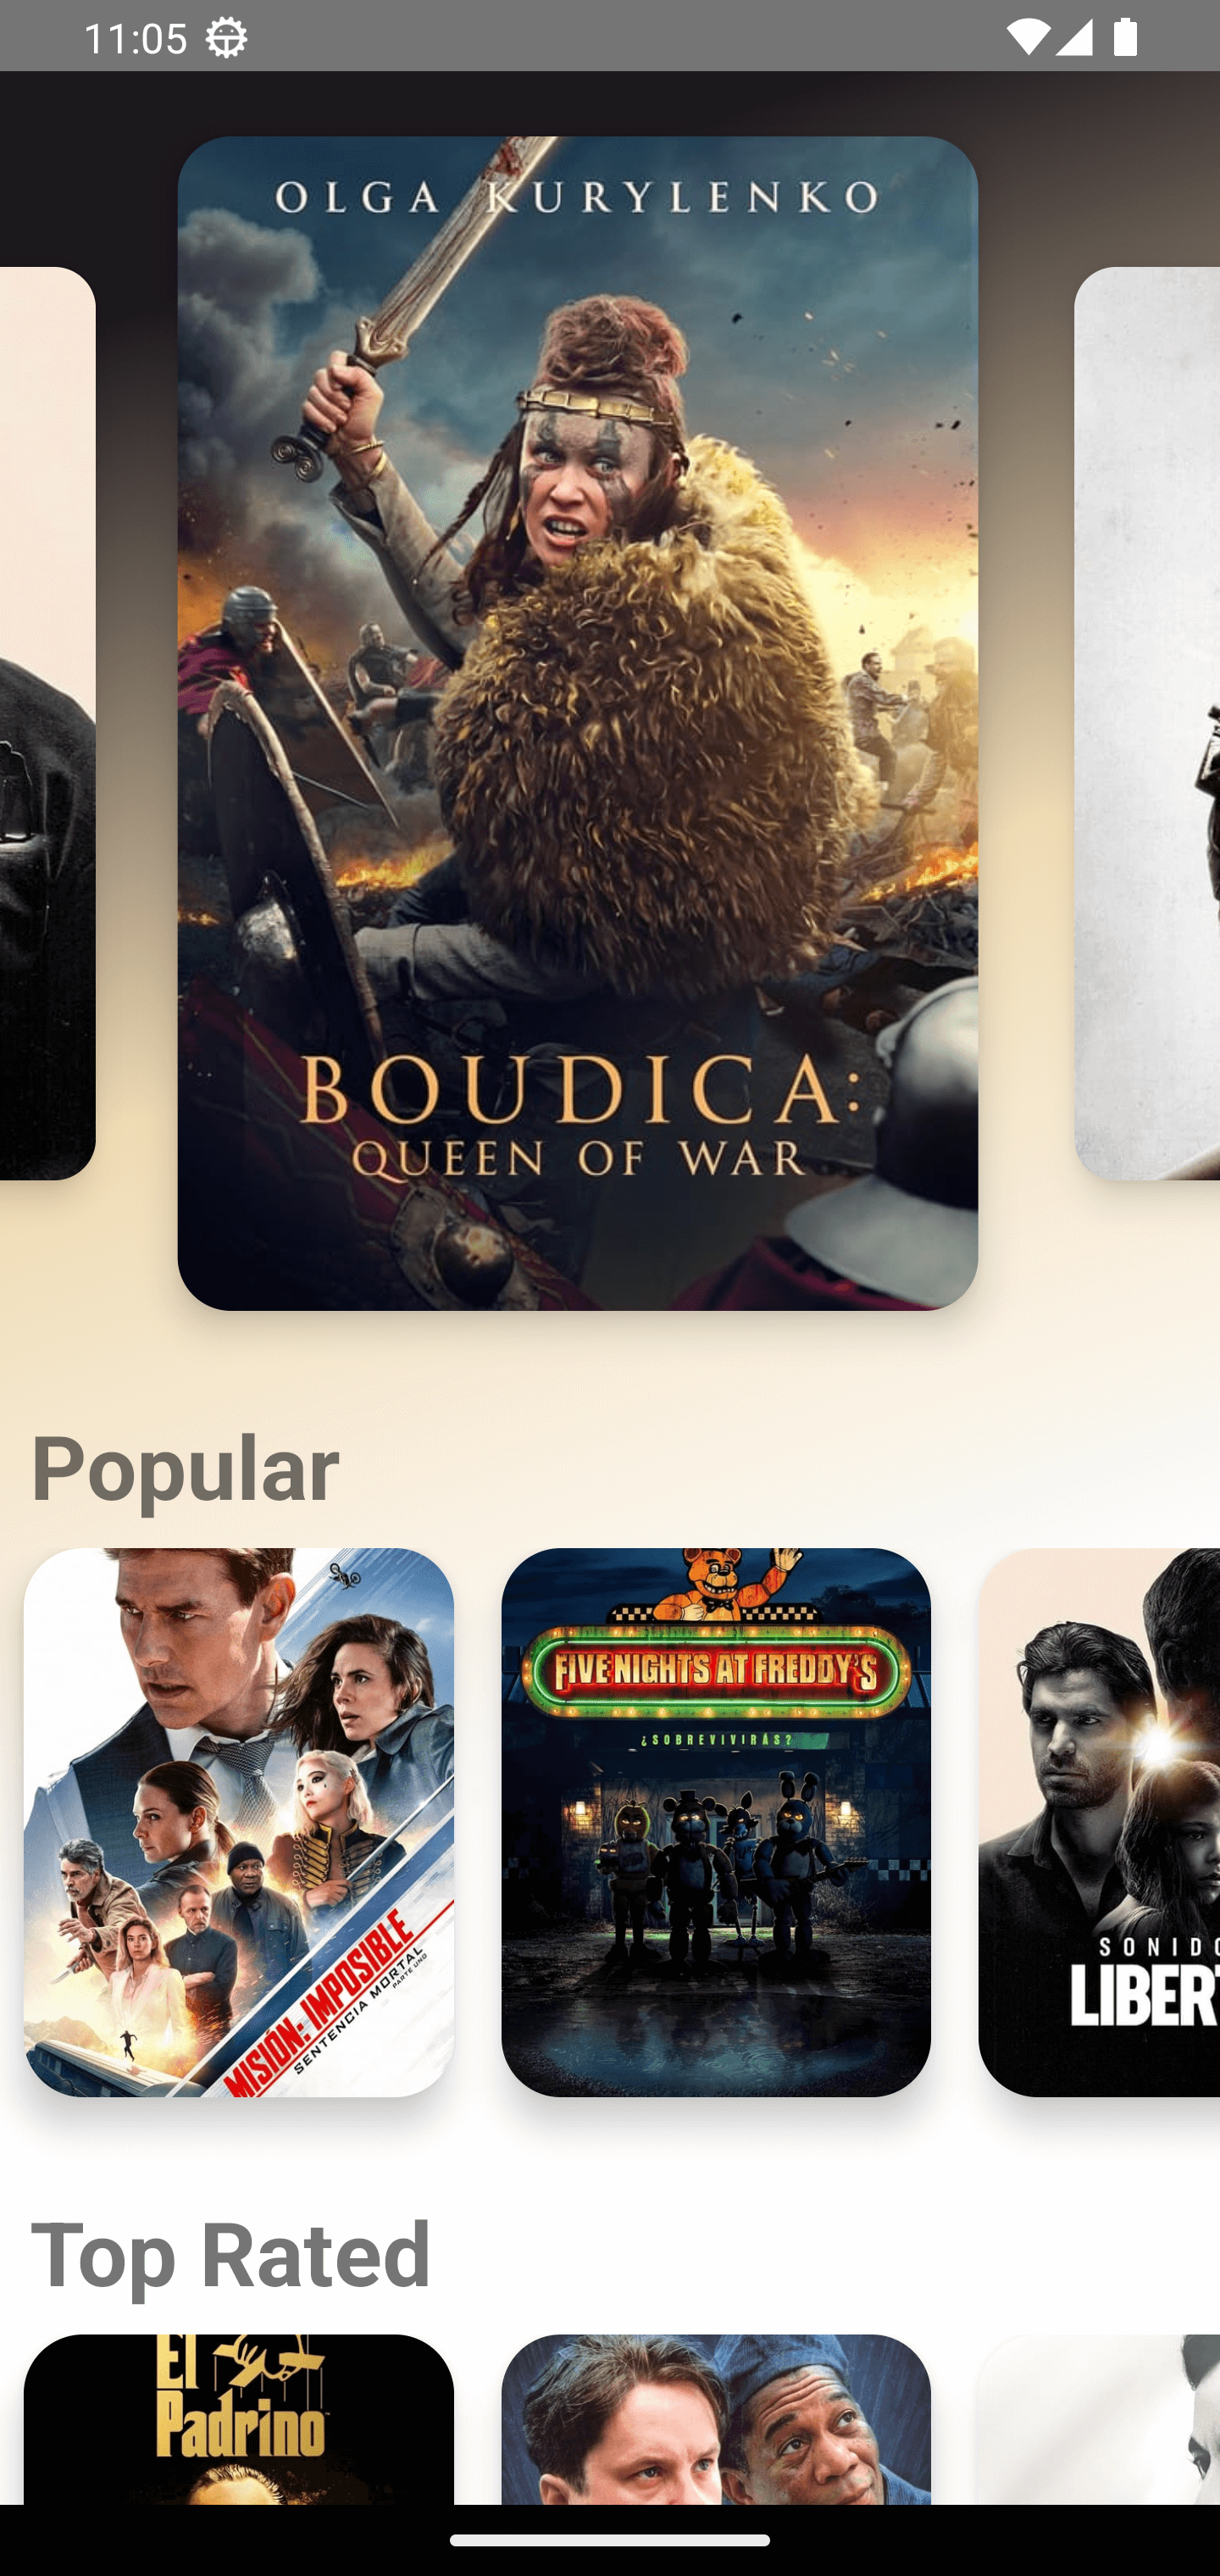 11:05
OLGA KURYLENKO
BOUDICA:
QUEEN OF WAR
Popular
MISIÓN: IMPOSIBLE
SENTENCIA MORTAL
PARTE UNO
FIVE NIGHTS AT FREDDY'S
¿SOBREVIVIRÁS?
SONIDO
LIBERT
Top Rated
El
Padrino